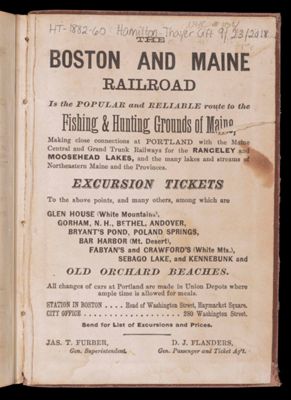 HT-1882-60 Hamilton-Thayer Gift 9/23/2018
THE
BOSTON AND MAINE
RAILROAD
Is the POPULAR and RELIABLE route to the
Fishing & Hunting Grounds of Maine,
Making close connections at PORTLAND with the Maine
Central and Grand Trunk Railways for the RANGELEY and
MOOSEHEAD LAKES, and the many lakes and streams of
Northeastern Maine and the Provinces.
EXCURSION TICKETS
To the above points, and many others, among which are
GLEN HOUSE (White Mountains),
GORHAM, N. H., BETHEL, ANDOVER,
BRYANT'S POND, POLAND SPRINGS,
BAR HARBOR (Mt. Desert),
FABYAN'S and CRAWFORD'S (White Mts.),
SEBAGO LAKE, and KENNEBUNK and
OLD ORCHARD BEACHES.
All changes of cars at Portland are made in Union Depots where
ample time is allowed for meals.
STATION IN BOSTON . . . . Head of Washington Street, Haymarket Square.
CITY OFFICE . . . . . . . . . . . . . . . . . 280 Washington Street.
Send for List of Excursions and Prices.
JAS. T. FURBER, D. J. FLANDERS,
Gen. Superintendent. Gen. Passenger and Ticket Ag't.